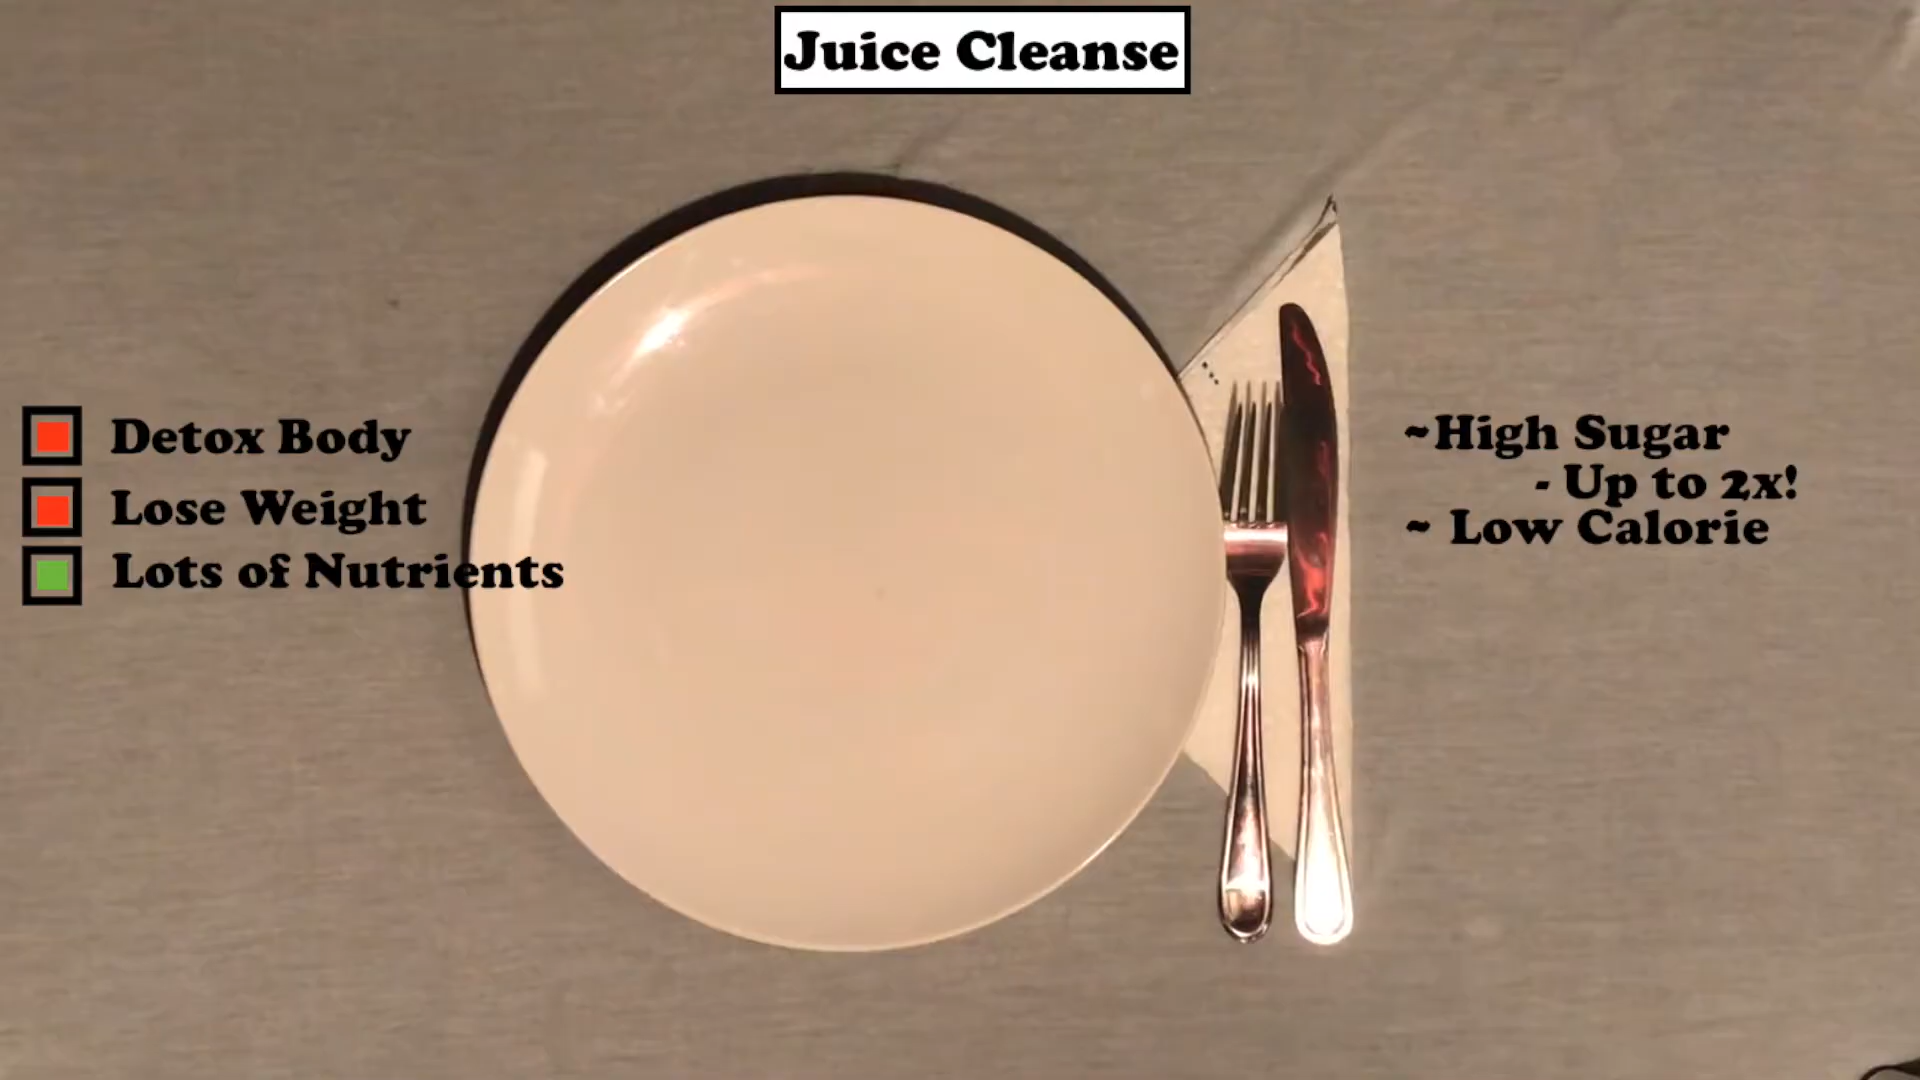 Juice Cleanse
Detox Body
Lose Weight
Lots of Nutrients
~High Sugar
- Up to 2x!
~ Low Calorie